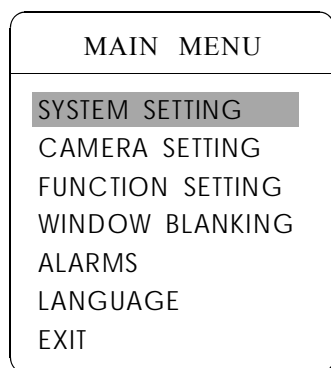 MAIN MENU
SYSTEM SETTING
CAMERA SETTING
FUNCTION SETTING
WINDOW BLANKING
ALARMS
LANGUAGE
EXIT